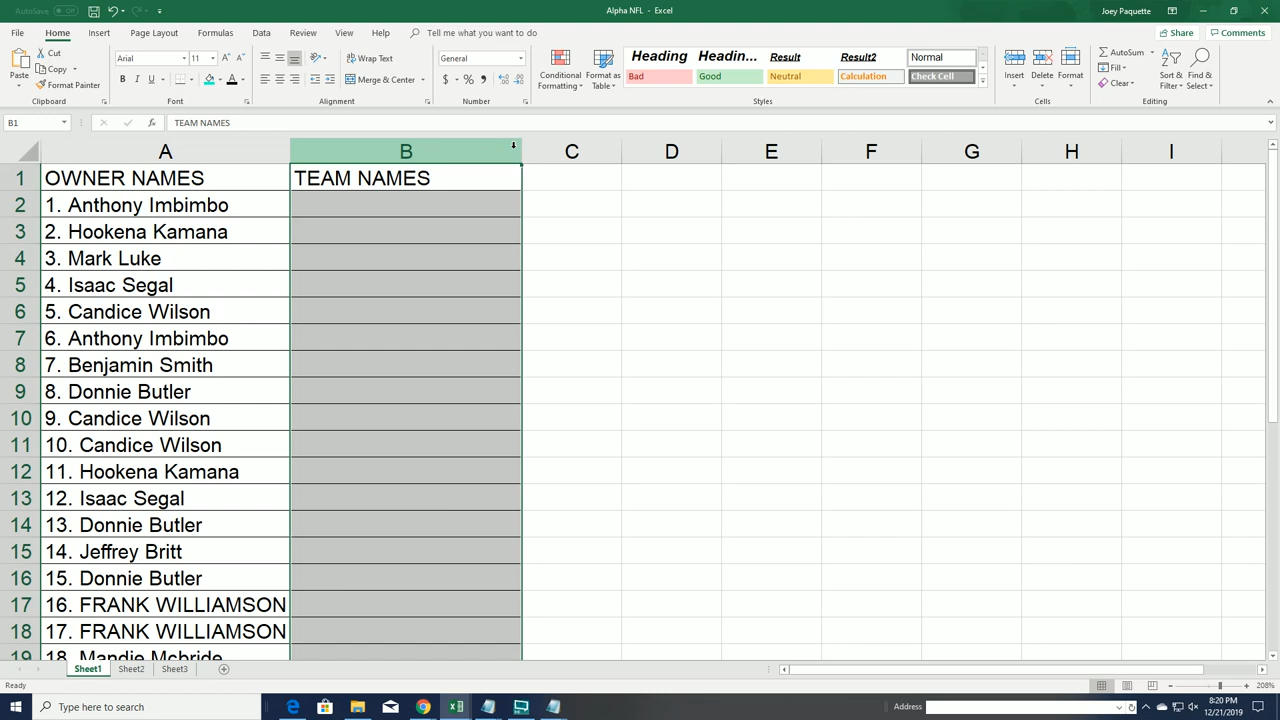 AutoSave Off
Alpha NFL - Excel
Joey Paquette
File Home Insert Page Layout Formulas Data Review View Help Tell me what you want to do
Share Comments
Paste
Cut
Copy
Format Painter
Clipboard
Arial 11
B I U
Font
Wrap Text
Merge & Center
Alignment
General
$ % ,
Number
Conditional Formatting
Format as Table
Heading Headin... Result Result2 Normal
Bad Good Neutral Calculation Check Cell
Styles
Insert Delete Format
Cells
AutoSum
Fill
Clear
Sort & Filter
Find & Select
Editing
B1 fx TEAM NAMES
A B C D E F G H I
1 OWNER NAMES TEAM NAMES
2 1. Anthony Imbimbo
3 2. Hookena Kamana
4 3. Mark Luke
5 4. Isaac Segal
6 5. Candice Wilson
7 6. Anthony Imbimbo
8 7. Benjamin Smith
9 8. Donnie Butler
10 9. Candice Wilson
11 10. Candice Wilson
12 11. Hookena Kamana
13 12. Isaac Segal
14 13. Donnie Butler
15 14. Jeffrey Britt
16 15. Donnie Butler
17 16. FRANK WILLIAMSON
18 17. FRANK WILLIAMSON
19 18. Mandie Mcbride
Sheet1 Sheet2 Sheet3
Ready
208%
Type here to search
Address
8:20 PM
12/21/2019